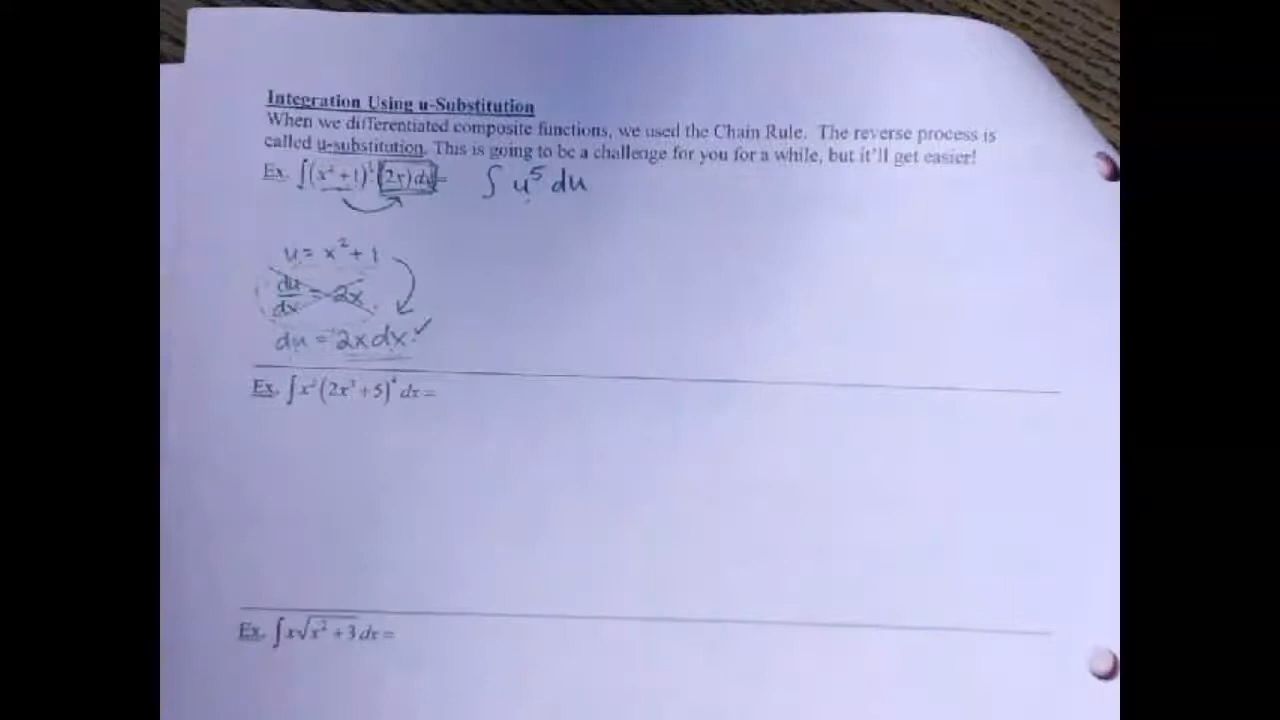 Integration Using u-Substitution
When we differentiated composite functions, we used the Chain Rule. The reverse process is
called u-substitution. This is going to be a challenge for you for a while, but it'll get easier!
Ex. ∫(x² + 1)⁵ (2x) dx = ∫ u⁵ du
u = x² + 1
du/dx = 2x
du = 2x dx ✓
Ex. ∫x²(2x³ + 5)⁴ dx =
Ex. ∫x√(x² + 3) dx =